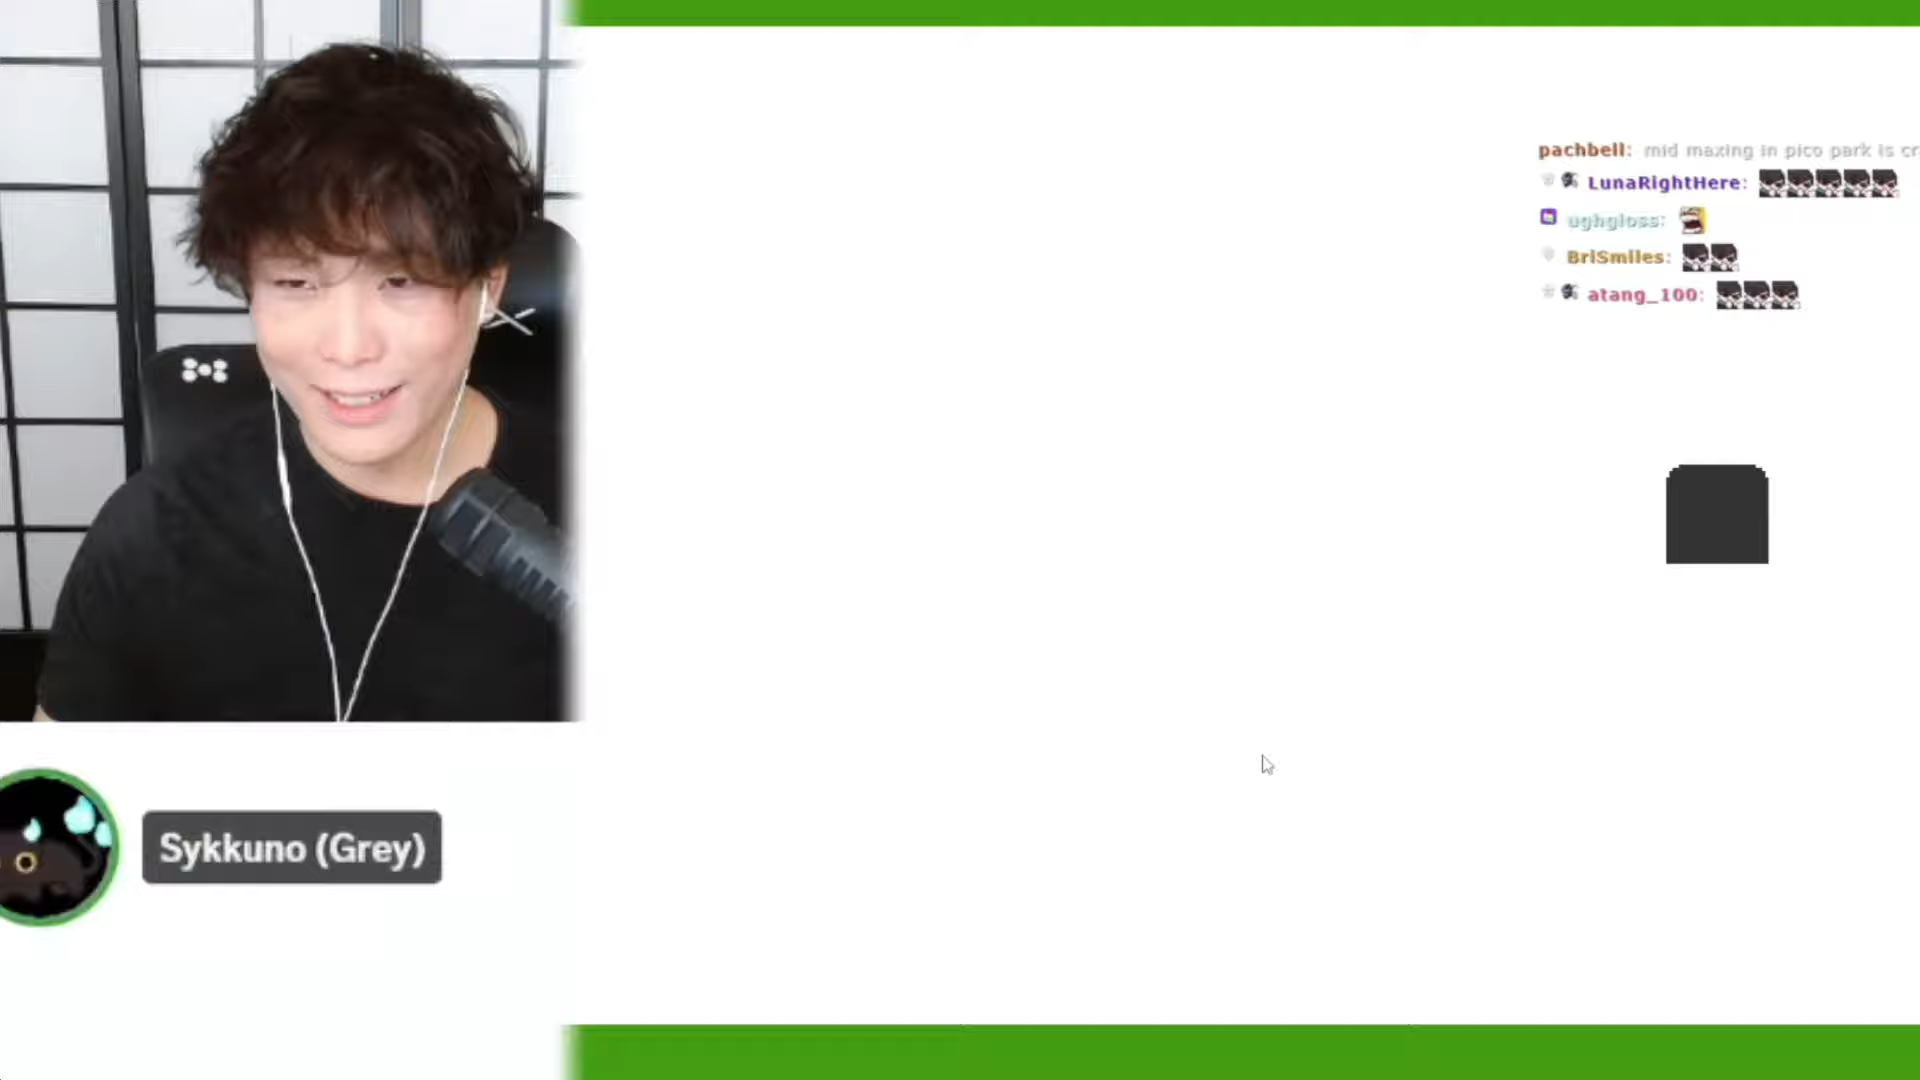 pachbell: mid maxing in pico park is
LunaRightHere:
ughgloss:
BriSmiles:
atang_100:
Sykkuno (Grey)